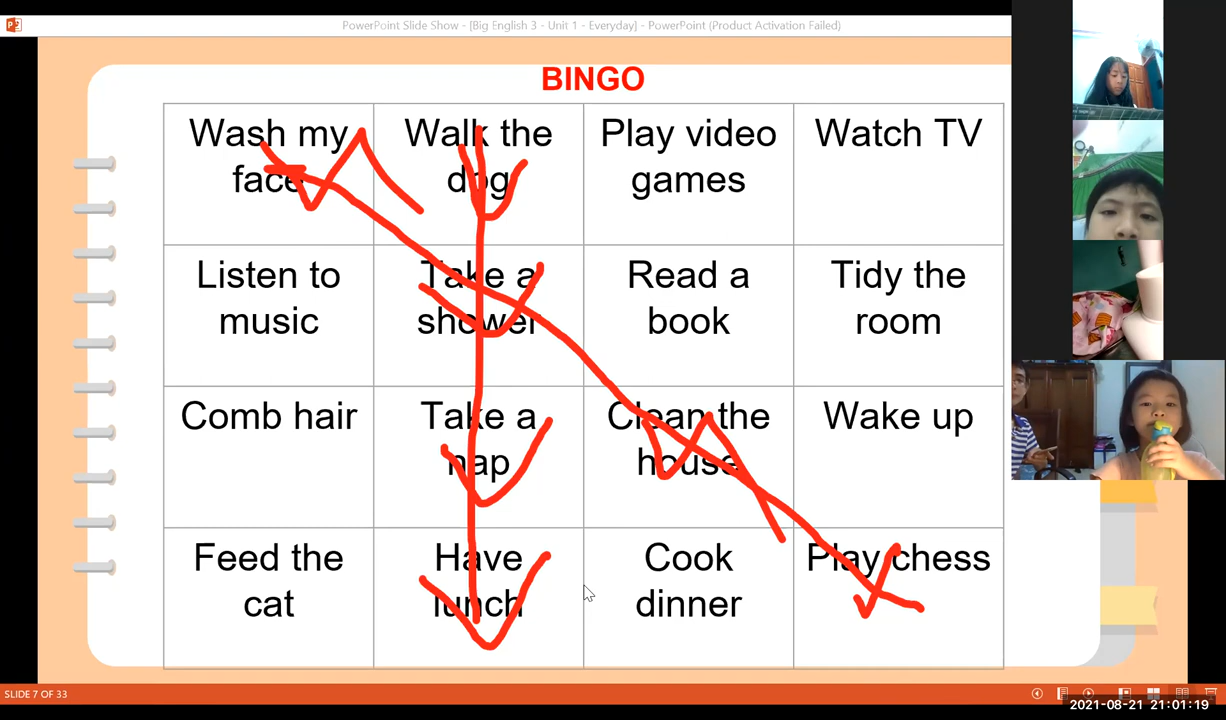 PowerPoint Slide Show - [Big English 3 - Unit 1 - Everyday] - PowerPoint (Product Activation Failed)
BINGO
Wash my face
Walk the dog
Play video games
Watch TV
Listen to music
Take a shower
Read a book
Tidy the room
Comb hair
Take a nap
Clean the house
Wake up
Feed the cat
Have lunch
Cook dinner
Play chess
SLIDE 7 OF 33
2021-08-21 21:01:19